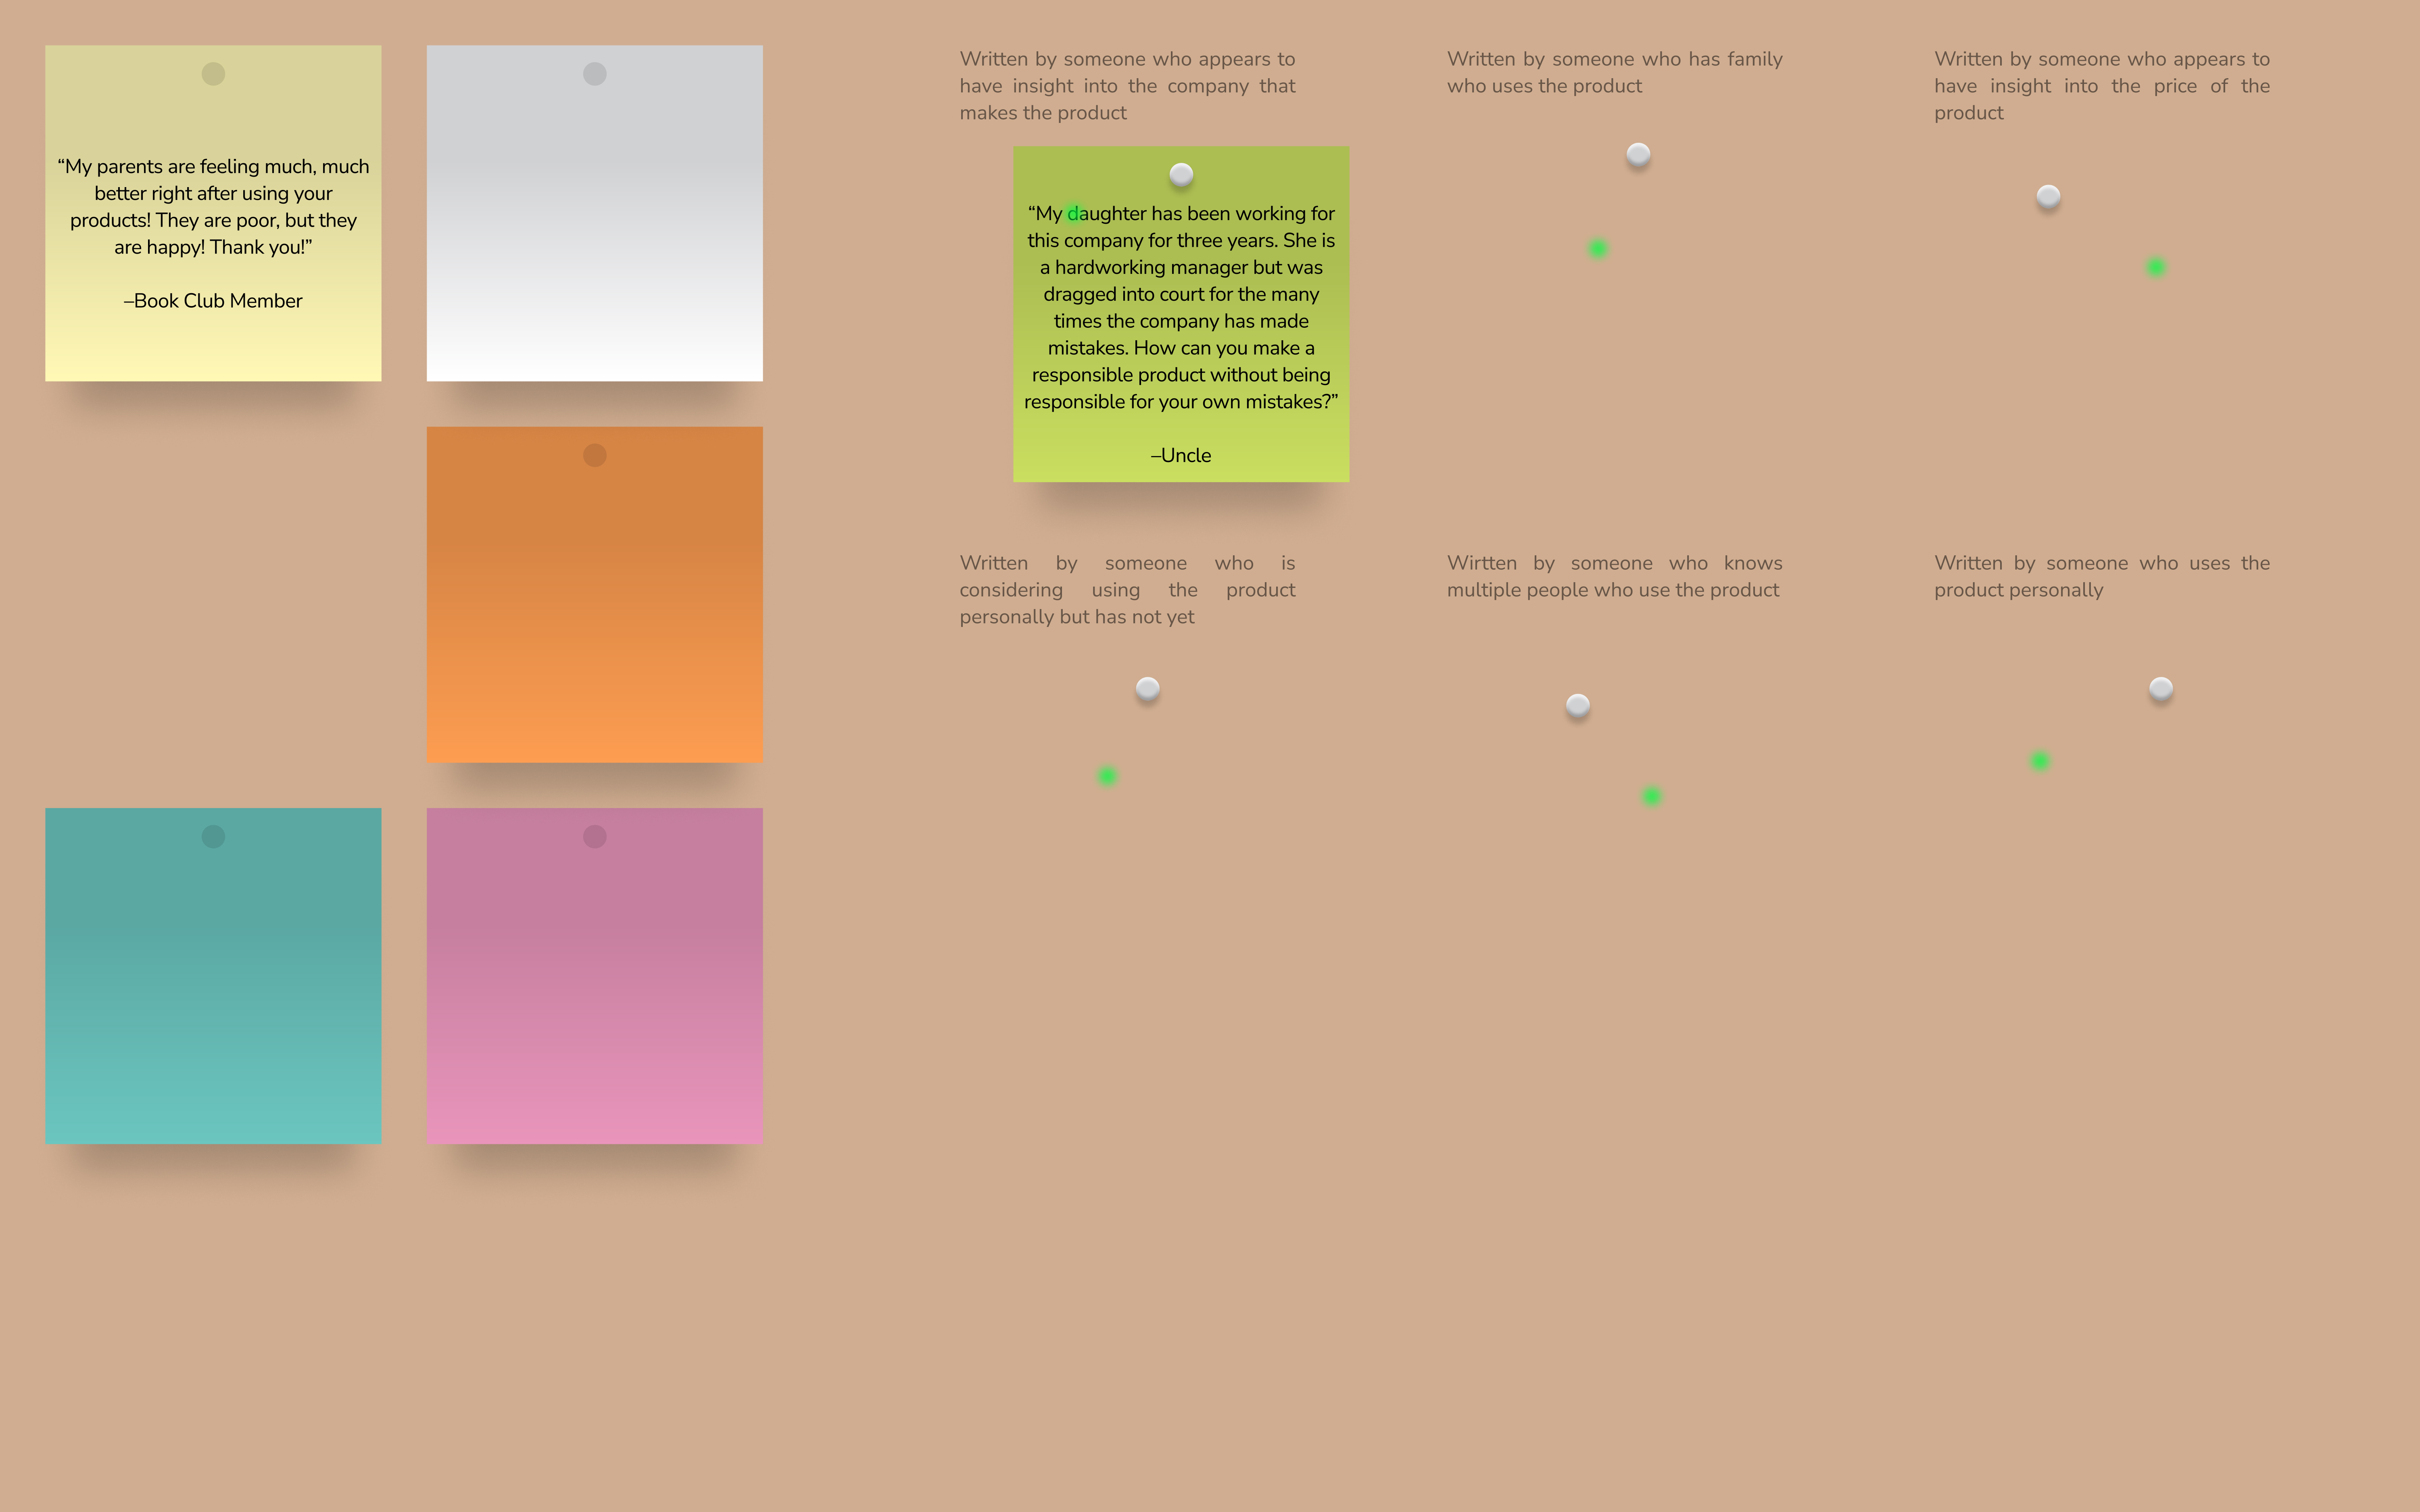 “My parents are feeling much, much
better right after using your
products! They are poor, but they
are happy! Thank you!”
–Book Club Member
Written by someone who appears to
have insight into the company that
makes the product
“My daughter has been working for
this company for three years. She is
a hardworking manager but was
dragged into court for the many
times the company has made
mistakes. How can you make a
responsible product without being
responsible for your own mistakes?”
–Uncle
Written by someone who has family
who uses the product
Written by someone who appears to
have insight into the price of the
product
Written by someone who is
considering using the product
personally but has not yet
Wirtten by someone who knows
multiple people who use the product
Written by someone who uses the
product personally